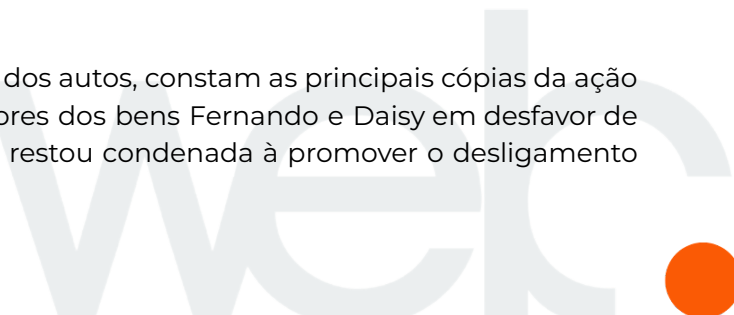 dos autos, constam as principais cópias da ação
ores dos bens Fernando e Daisy em desfavor de
restou condenada à promover o desligamento
web.